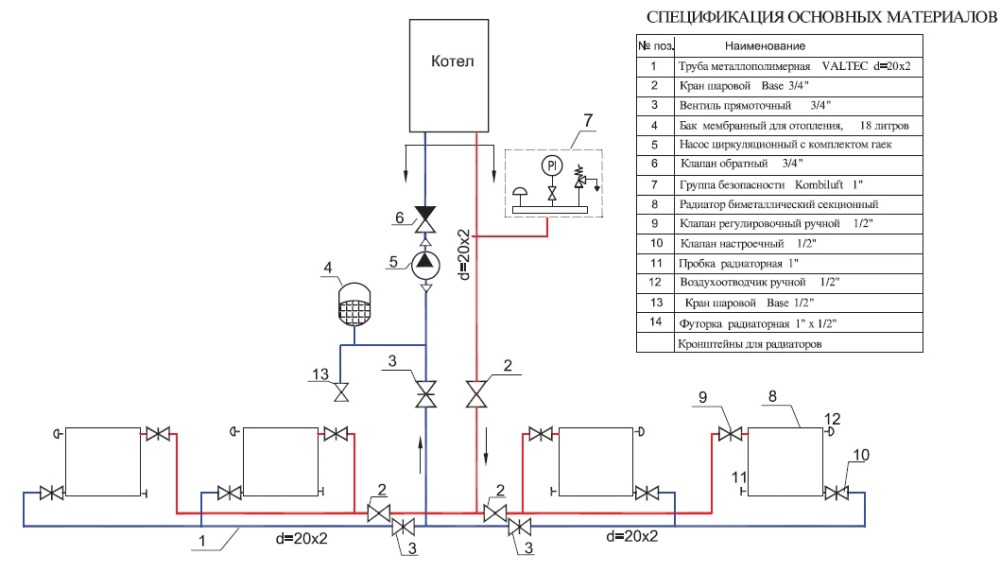 СПЕЦИФИКАЦИЯ ОСНОВНЫХ МАТЕРИАЛОВ
№ поз. Наименование
1 Труба металлополимерная VALTEC d=20x2
2 Кран шаровой Base 3/4"
3 Вентиль прямоточный 3/4"
4 Бак мембранный для отопления, 18 литров
5 Насос циркуляционный с комплектом гаек
6 Клапан обратный 3/4"
7 Группа безопасности Kombiluft 1"
8 Радиатор биметаллический секционный
9 Клапан регулировочный ручной 1/2"
10 Клапан настроечный 1/2"
11 Пробка радиаторная 1"
12 Воздухоотводчик ручной 1/2"
13 Кран шаровой Base 1/2"
14 Футорка радиаторная 1" x 1/2"
Кронштейны для радиаторов
Котел
7
PI
6
d=20x2
5
4
3
2
13
9
8
12
10
11
2
2
1
d=20x2
3
3
d=20x2